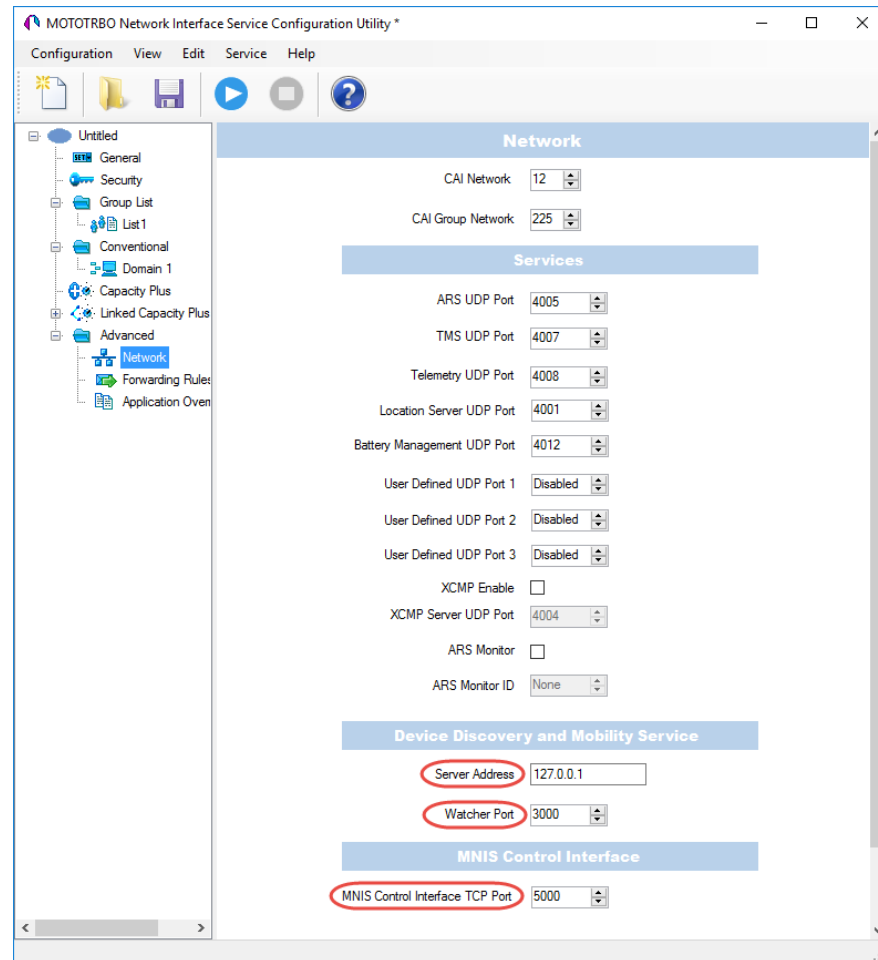 MOTOTRBO Network Interface Service Configuration Utility *
Configuration View Edit Service Help
Untitled
SETUP General
Security
Group List
List1
Conventional
Domain 1
Capacity Plus
Linked Capacity Plus
Advanced
Network
Forwarding Rules
Application Overr
Network
CAI Network 12
CAI Group Network 225
Services
ARS UDP Port 4005
TMS UDP Port 4007
Telemetry UDP Port 4008
Location Server UDP Port 4001
Battery Management UDP Port 4012
User Defined UDP Port 1 Disabled
User Defined UDP Port 2 Disabled
User Defined UDP Port 3 Disabled
XCMP Enable
XCMP Server UDP Port 4004
ARS Monitor
ARS Monitor ID None
Device Discovery and Mobility Service
Server Address 127.0.0.1
Watcher Port 3000
MNIS Control Interface
MNIS Control Interface TCP Port 5000